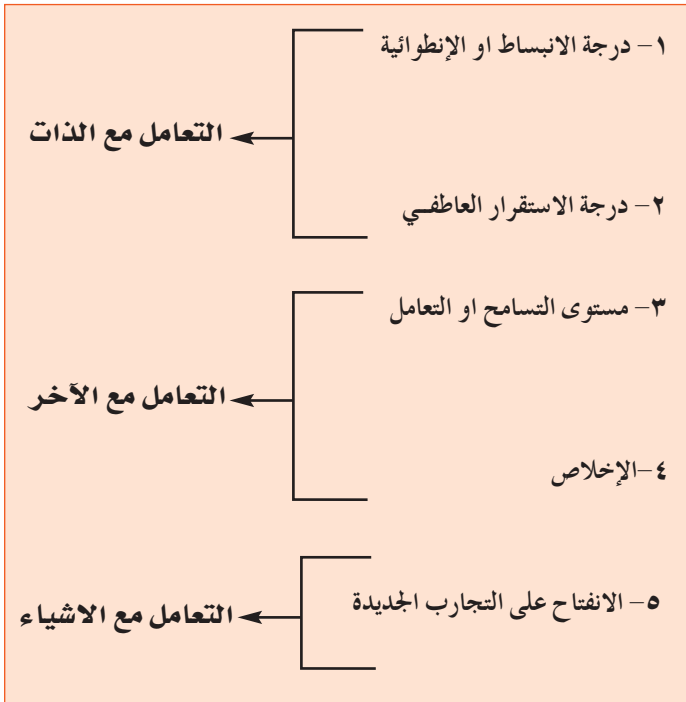 ١– درجة الانبساط او الإنطوائية
التعامل مع الذات
٢– درجة الاستقرار العاطفـــي
٣– مستوى التسامح او التعامل
التعامل مع الآخر
٤–الإخلاص
٥– الانفتاح على التجارب الجديدة
التعامل مع الاشياء